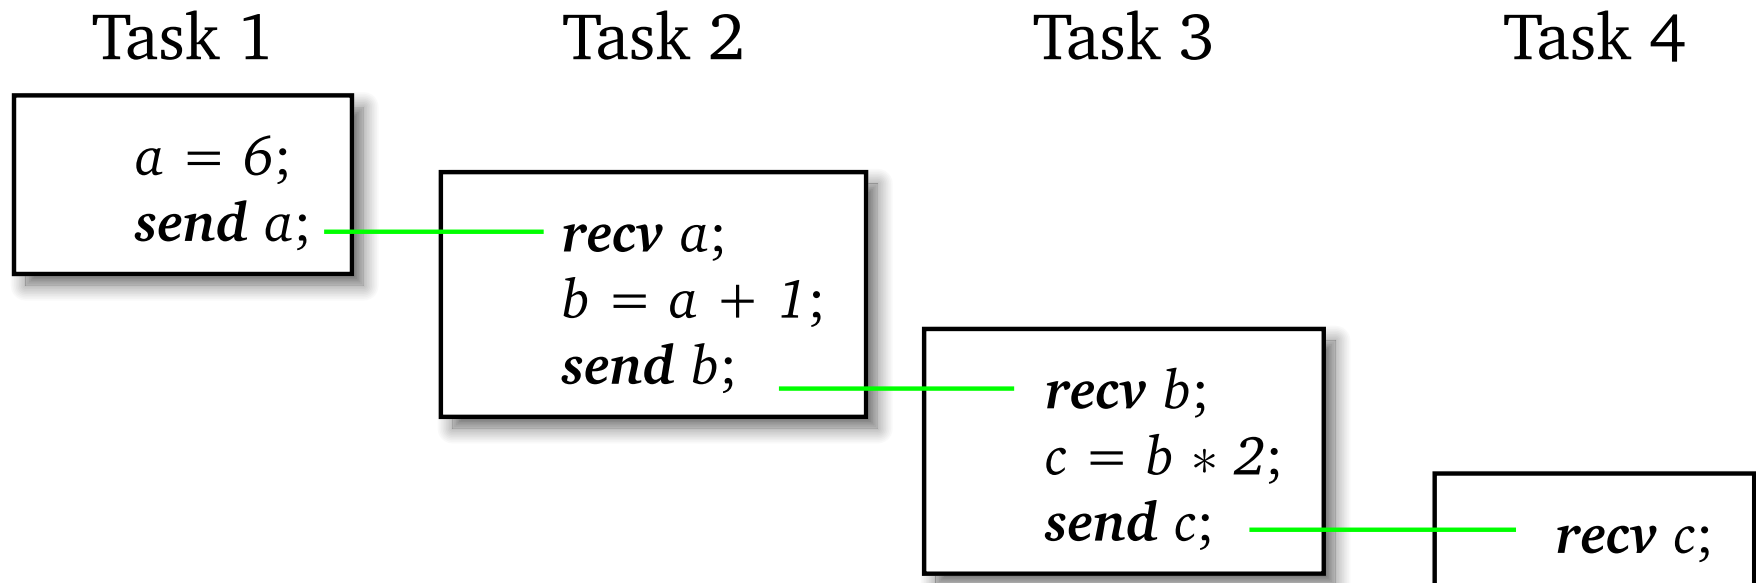 Task 1 Task 2 Task 3 Task 4
a = 6;
send a;
recv a;
b = a + 1;
send b;
recv b;
c = b * 2;
send c;
recv c;